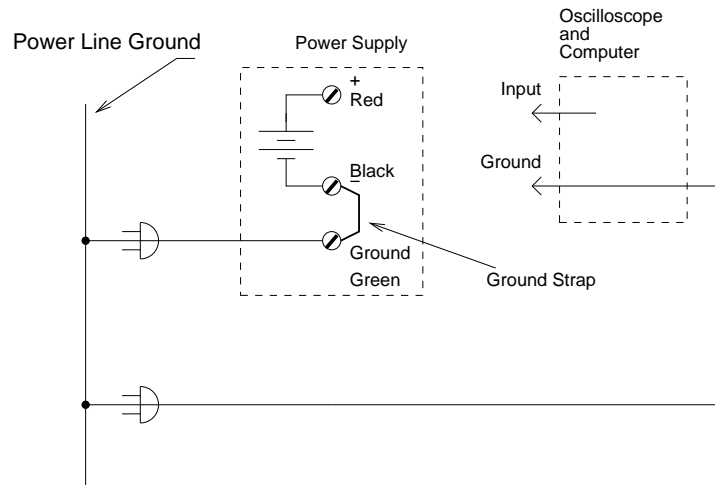 Power Line Ground
Power Supply
Oscilloscope
and
Computer
+
Red
Input
Black
−
Ground
Ground
Green
Ground Strap